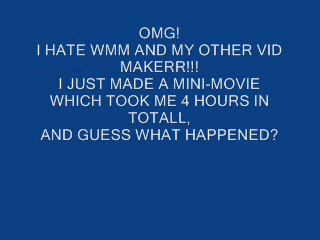 OMG!
I HATE WMM AND MY OTHER VID
MAKERR!!!
I JUST MADE A MINI-MOVIE
WHICH TOOK ME 4 HOURS IN
TOTALL,
AND GUESS WHAT HAPPENED?